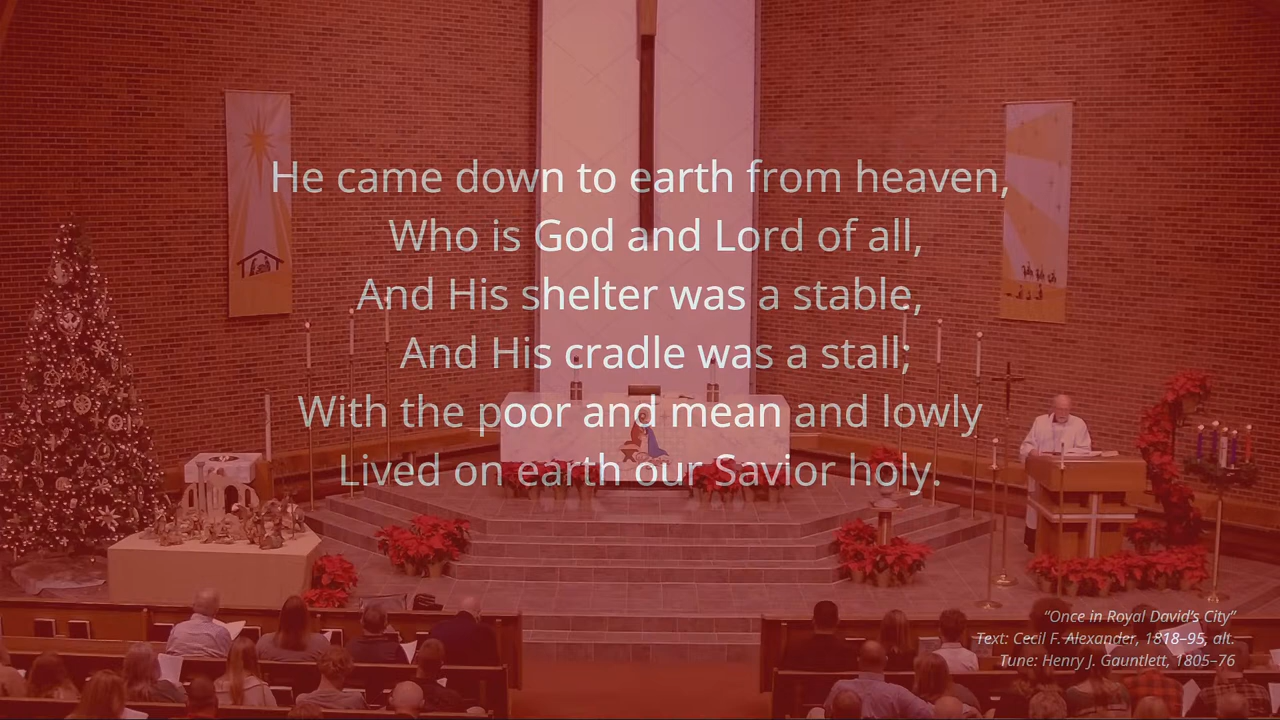 He came down to earth from heaven,
Who is God and Lord of all,
And His shelter was a stable,
And His cradle was a stall;
With the poor and mean and lowly
Lived on earth our Savior holy.
“Once in Royal David’s City”
Text: Cecil F. Alexander, 1818–95, alt.
Tune: Henry J. Gauntlett, 1805–76